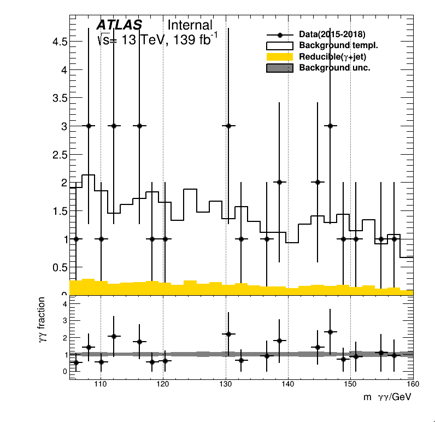 ATLAS Internal
√s= 13 TeV, 139 fb-1
Data(2015-2018)
Background templ.
Reducible(γ+jet)
Background unc.
4.5
4
3.5
3
2.5
2
1.5
1
0.5
0
γγ fraction
4
3
2
1
0
110 120 130 140 150 160
m γγ/GeV